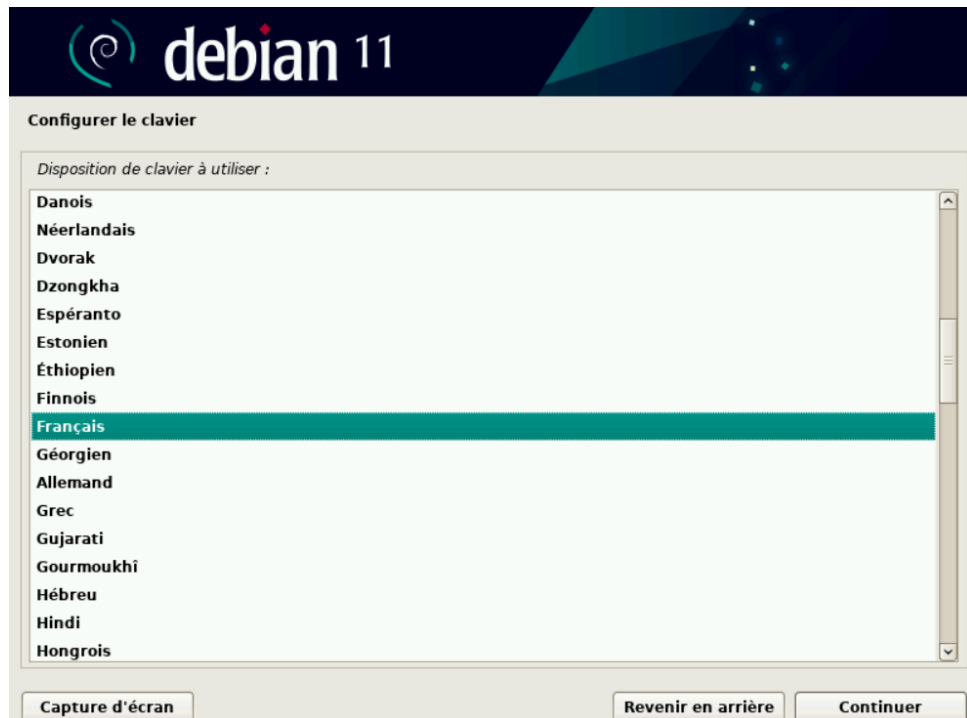 debian 11
Configurer le clavier
Disposition de clavier à utiliser :
Danois
Néerlandais
Dvorak
Dzongkha
Espéranto
Estonien
Éthiopien
Finnois
Français
Géorgien
Allemand
Grec
Gujarati
Gourmoukhî
Hébreu
Hindi
Hongrois
Capture d'écran Revenir en arrière Continuer